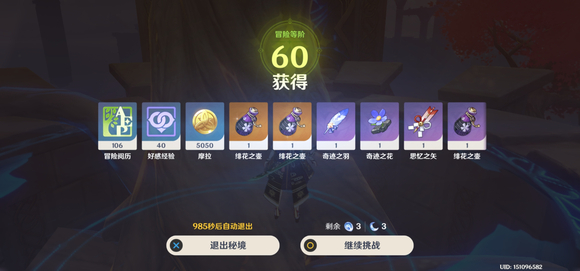 冒险等阶
60
获得
AEP
106
40
5050
1
1
1
1
1
1
冒险阅历
好感经验
摩拉
绯花之壶
绯花之壶
奇迹之羽
奇迹之花
思忆之矢
绯花之壶
985秒后自动退出
剩余 3 3
退出秘境
继续挑战
UID: 151096582